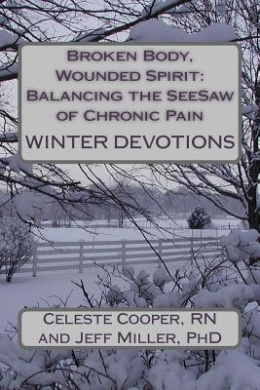 Broken Body,
Wounded Spirit:
Balancing the SeeSaw
of Chronic Pain
WINTER DEVOTIONS
Celeste Cooper, RN
and Jeff Miller, PhD